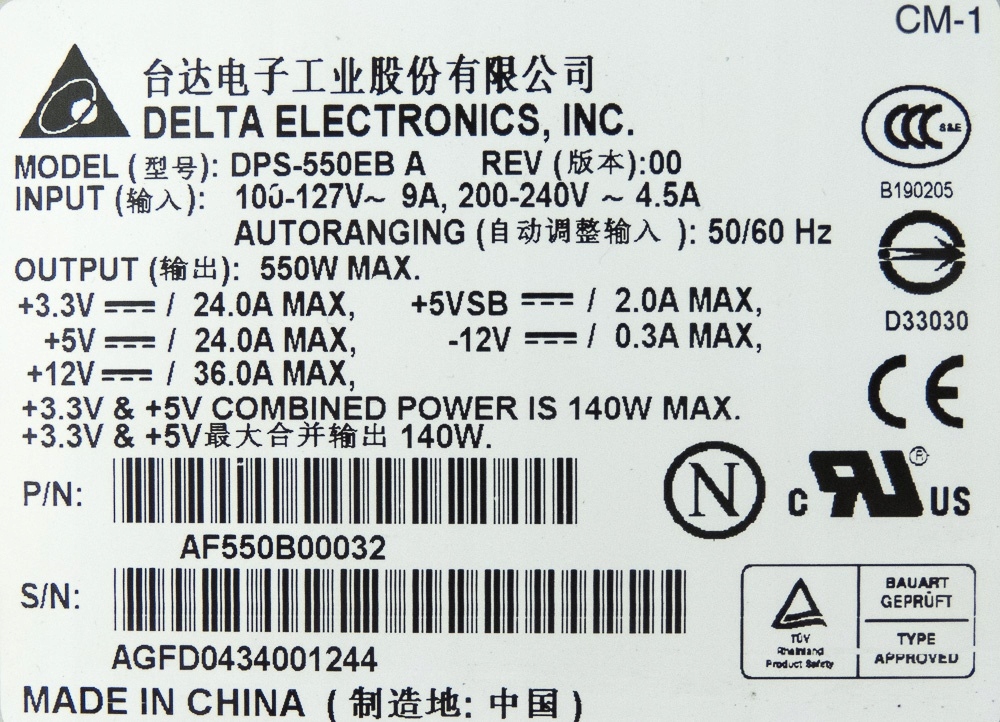 CM-1
台达电子工业股份有限公司
DELTA ELECTRONICS, INC.
MODEL (型号): DPS-550EB A REV (版本):00
INPUT (输入): 100-127V~ 9A, 200-240V ~ 4.5A
AUTORANGING (自动调整输入 ): 50/60 Hz
OUTPUT (输出): 550W MAX.
+3.3V ⎓ / 24.0A MAX, +5VSB ⎓ / 2.0A MAX,
+5V ⎓ / 24.0A MAX, -12V ⎓ / 0.3A MAX,
+12V ⎓ / 36.0A MAX,
+3.3V & +5V COMBINED POWER IS 140W MAX.
+3.3V & +5V最大合并输出 140W.
P/N:
AF550B00032
S/N:
AGFD0434001244
MADE IN CHINA (制造地: 中国)
CCC S&E
B190205
D33030
CE
N
C RU ® US
TÜV
Rheinland
Product Safety
BAUART
GEPRÜFT
TYPE
APPROVED